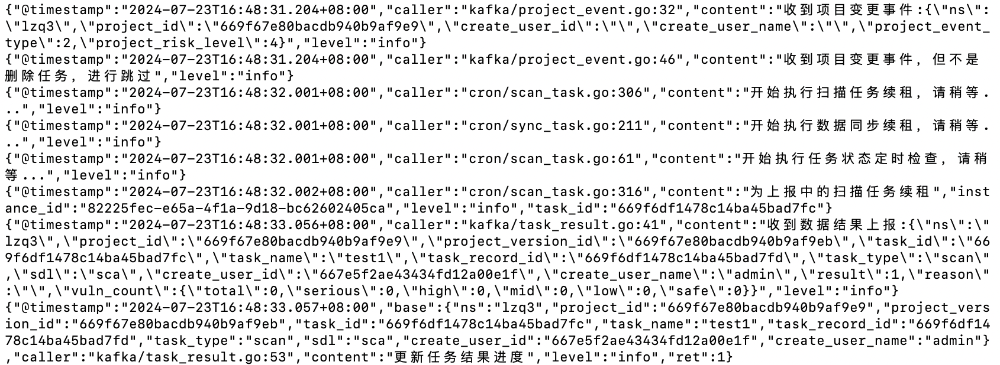 {"@timestamp":"2024-07-23T16:48:31.204+08:00","caller":"kafka/project_event.go:32","content":"收到项目变更事件:{\"ns\":
\"lzq3\",\"project_id\":\"669f67e80bacdb940b9af9e9\",\"create_user_id\":\"\",\"create_user_name\":\"\",\"project_event_
type\":2,\"project_risk_level\":4}","level":"info"}
{"@timestamp":"2024-07-23T16:48:31.204+08:00","caller":"kafka/project_event.go:46","content":"收到项目变更事件，但不是
删除任务，进行跳过","level":"info"}
{"@timestamp":"2024-07-23T16:48:32.001+08:00","caller":"cron/scan_task.go:306","content":"开始执行扫描任务续租，请稍等.
..","level":"info"}
{"@timestamp":"2024-07-23T16:48:32.001+08:00","caller":"cron/sync_task.go:211","content":"开始执行数据同步续租，请稍等.
..","level":"info"}
{"@timestamp":"2024-07-23T16:48:32.001+08:00","caller":"cron/scan_task.go:61","content":"开始执行任务状态定时检查，请稍
等...","level":"info"}
{"@timestamp":"2024-07-23T16:48:32.002+08:00","caller":"cron/scan_task.go:316","content":"为上报中的扫描任务续租","inst
ance_id":"82225fec-e65a-4f1a-9d18-bc62602405ca","level":"info","task_id":"669f6df1478c14ba45bad7fc"}
{"@timestamp":"2024-07-23T16:48:33.056+08:00","caller":"kafka/task_result.go:41","content":"收到数据结果上报:{\"ns\":\"
lzq3\",\"project_id\":\"669f67e80bacdb940b9af9e9\",\"project_version_id\":\"669f67e80bacdb940b9af9eb\",\"task_id\":\"66
9f6df1478c14ba45bad7fc\",\"task_name\":\"test1\",\"task_record_id\":\"669f6df1478c14ba45bad7fd\",\"task_type\":\"scan\"
,\"sdl\":\"sca\",\"create_user_id\":\"667e5f2ae43434fd12a00e1f\",\"create_user_name\":\"admin\",\"result\":1,\"reason\"
:\"\",\"vuln_count\":{\"total\":0,\"serious\":0,\"high\":0,\"mid\":0,\"low\":0,\"safe\":0}}","level":"info"}
{"@timestamp":"2024-07-23T16:48:33.057+08:00","base":{"ns":"lzq3","project_id":"669f67e80bacdb940b9af9e9","project_vers
ion_id":"669f67e80bacdb940b9af9eb","task_id":"669f6df1478c14ba45bad7fc","task_name":"test1","task_record_id":"669f6df14
78c14ba45bad7fd","task_type":"scan","sdl":"sca","create_user_id":"667e5f2ae43434fd12a00e1f","create_user_name":"admin"}
,"caller":"kafka/task_result.go:53","content":"更新任务结果进度","level":"info","ret":1}